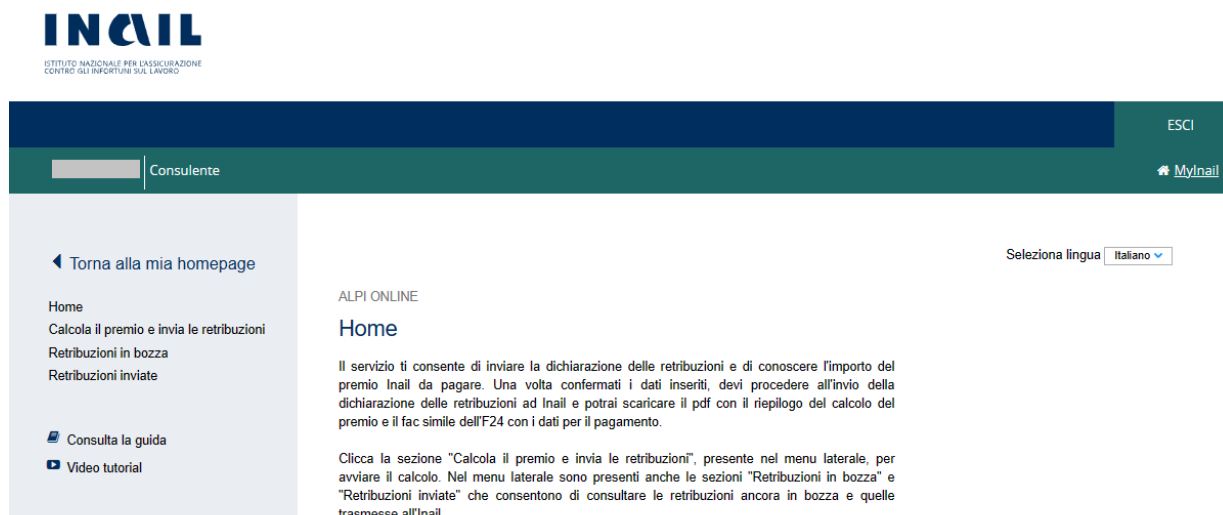 INAIL
ISTITUTO NAZIONALE PER L'ASSICURAZIONE
CONTRO GLI INFORTUNI SUL LAVORO
ESCI
Consulente
MyInail
Torna alla mia homepage
Seleziona lingua Italiano
Home
Calcola il premio e invia le retribuzioni
Retribuzioni in bozza
Retribuzioni inviate
Consulta la guida
Video tutorial
ALPI ONLINE
Home
Il servizio ti consente di inviare la dichiarazione delle retribuzioni e di conoscere l'importo del
premio Inail da pagare. Una volta confermati i dati inseriti, devi procedere all'invio della
dichiarazione delle retribuzioni ad Inail e potrai scaricare il pdf con il riepilogo del calcolo del
premio e il fac simile dell'F24 con i dati per il pagamento.
Clicca la sezione "Calcola il premio e invia le retribuzioni", presente nel menu laterale, per
avviare il calcolo. Nel menu laterale sono presenti anche le sezioni "Retribuzioni in bozza" e
"Retribuzioni inviate" che consentono di consultare le retribuzioni ancora in bozza e quelle
trasmesse all'Inail.